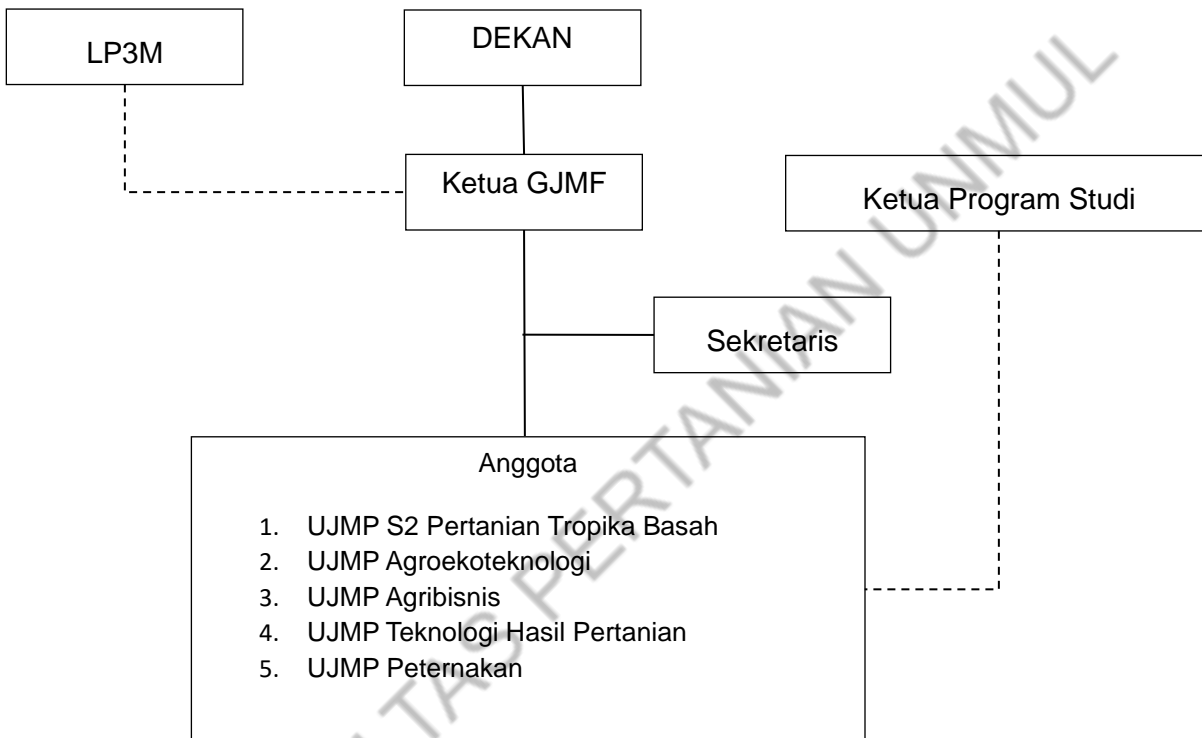 LP3M
DEKAN
Ketua GJMF
Ketua Program Studi
Sekretaris
Anggota
1. UJMP S2 Pertanian Tropika Basah
2. UJMP Agroekoteknologi
3. UJMP Agribisnis
4. UJMP Teknologi Hasil Pertanian
5. UJMP Peternakan
TAS PERTANIAN UNMUL